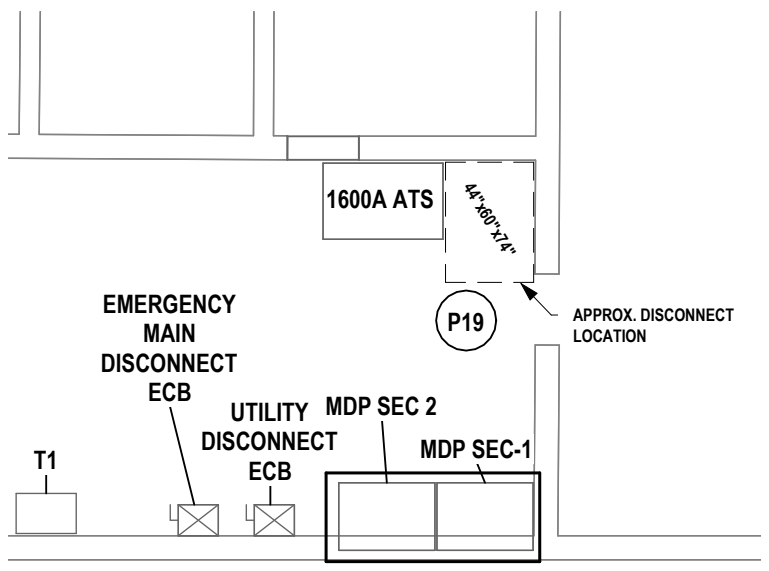 1600A ATS
44"x60"x74"
P19
APPROX. DISCONNECT
LOCATION
EMERGENCY
MAIN
DISCONNECT
ECB
UTILITY
DISCONNECT
ECB
MDP SEC 2
MDP SEC-1
T1